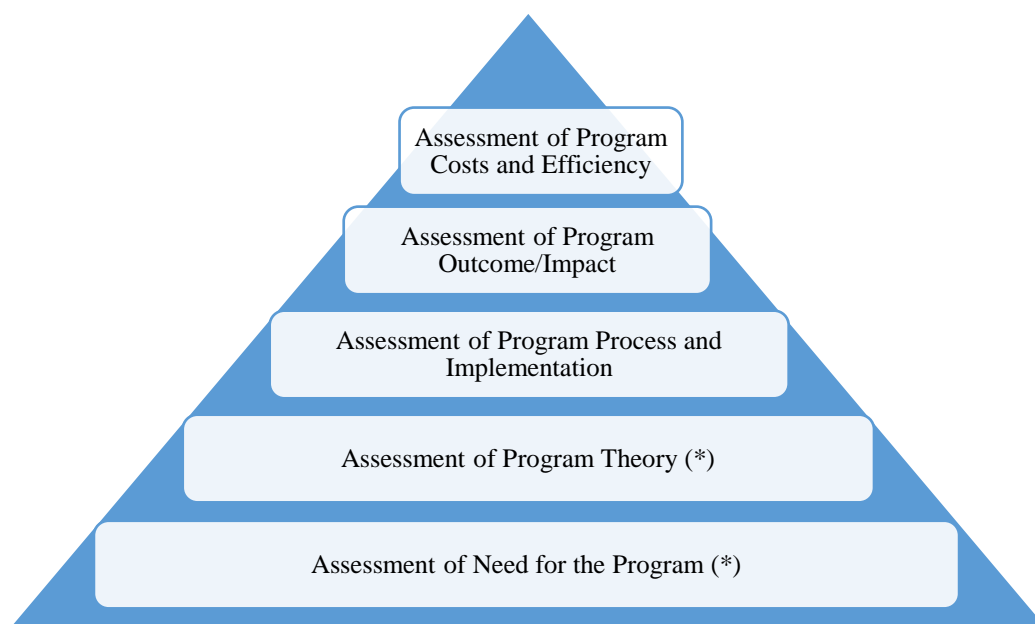 Assessment of Program
Costs and Efficiency
Assessment of Program
Outcome/Impact
Assessment of Program Process and
Implementation
Assessment of Program Theory (*)
Assessment of Need for the Program (*)